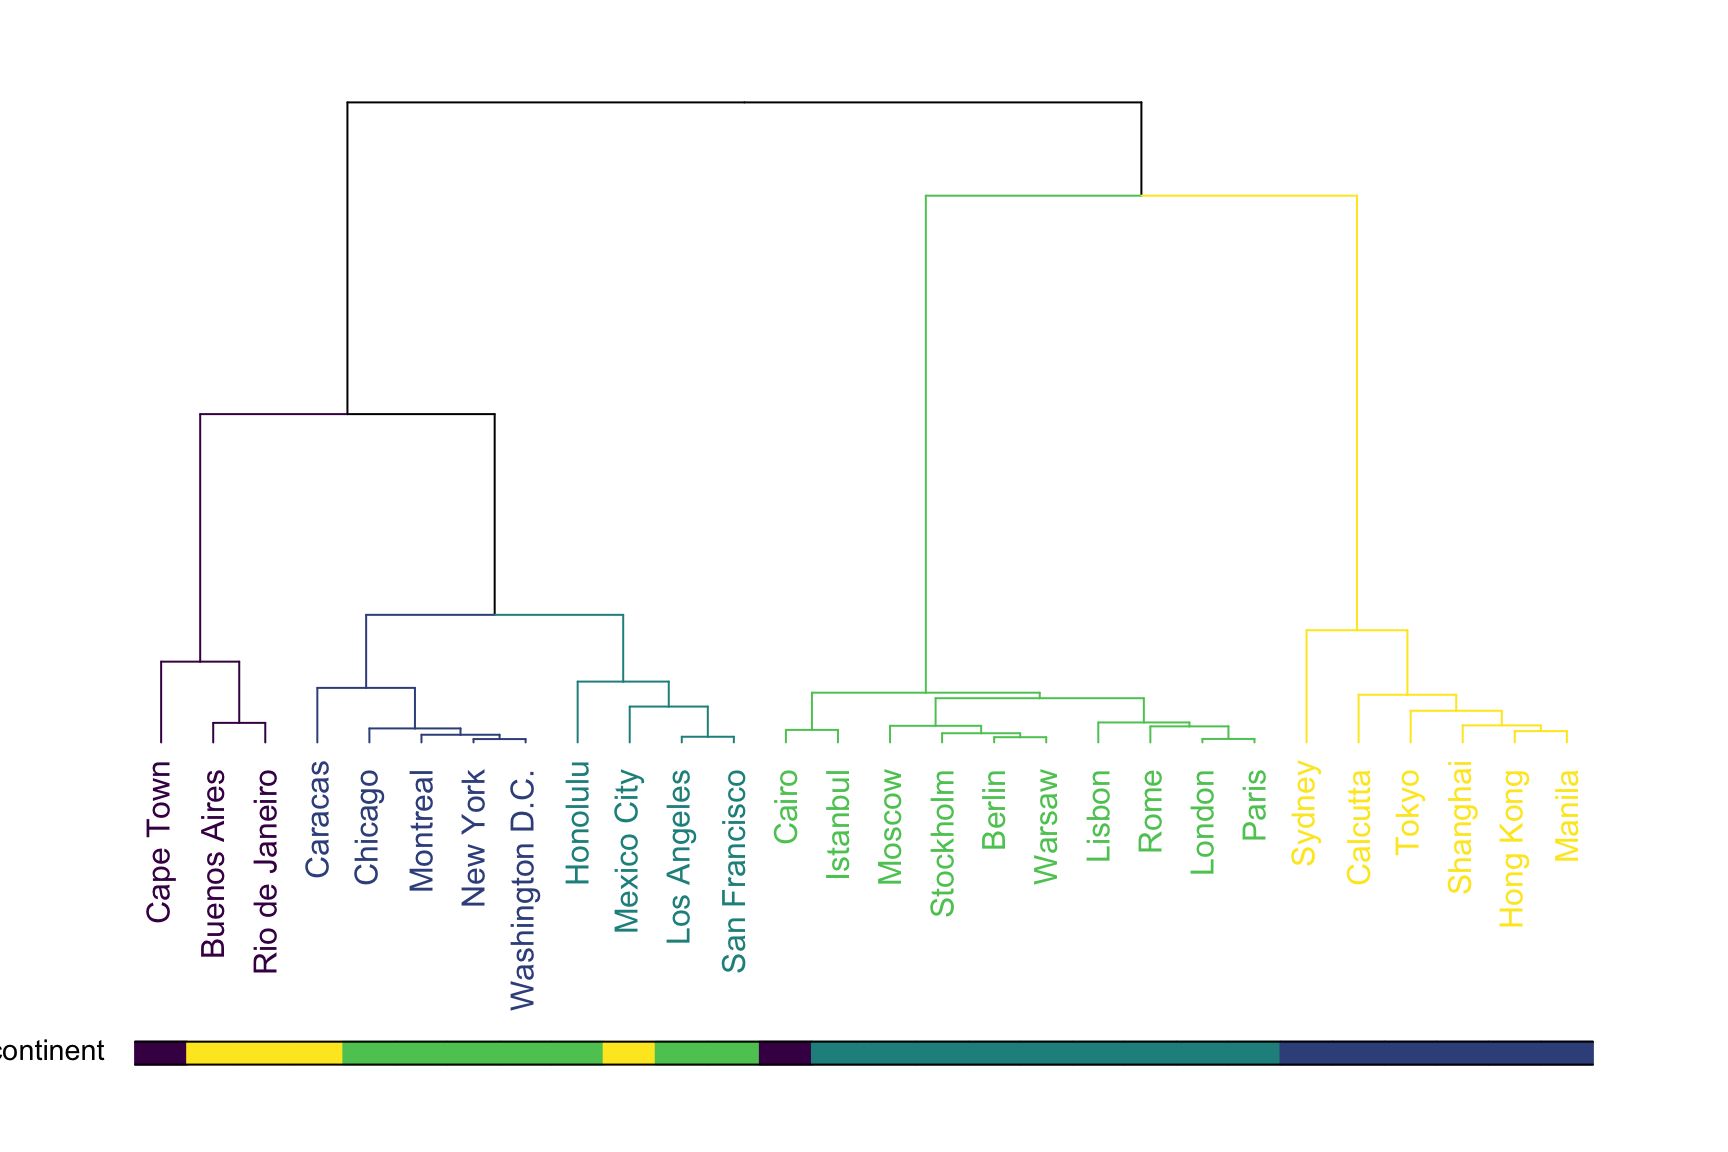 Cape Town
Buenos Aires
Rio de Janeiro
Caracas
Chicago
Montreal
New York
Washington D.C.
Honolulu
Mexico City
Los Angeles
San Francisco
Cairo
Istanbul
Moscow
Stockholm
Berlin
Warsaw
Lisbon
Rome
London
Paris
Sydney
Calcutta
Tokyo
Shanghai
Hong Kong
Manila
continent